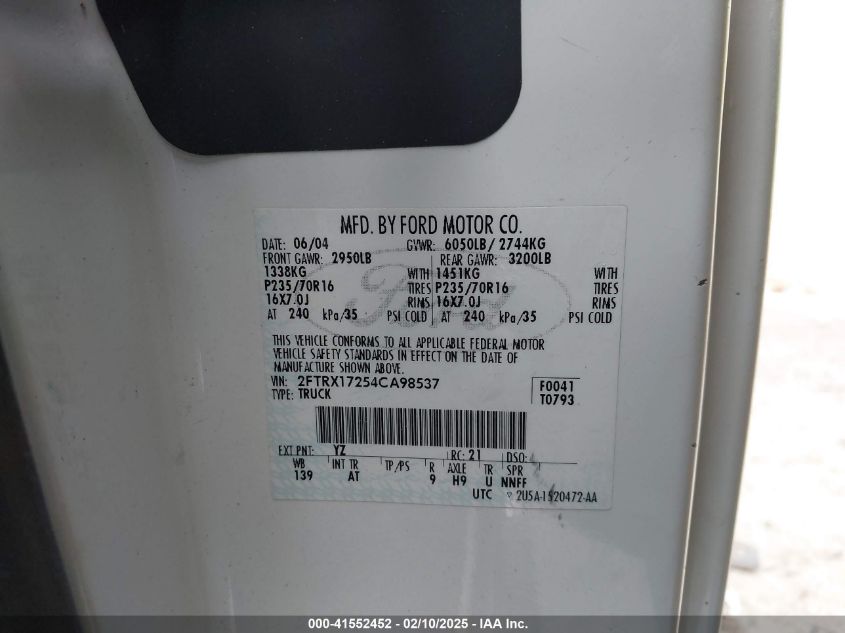 MFD. BY FORD MOTOR CO.
DATE: 06/04 GVWR: 6050LB/ 2744KG
FRONT GAWR: 2950LB REAR GAWR: 3200LB
1338KG WITH 1451KG WITH
P235/70R16 TIRES P235/70R16 TIRES
16X7.0J RIMS 16X7.0J RIMS
AT 240 kPa/35 PSI COLD AT 240 kPa/35 PSI COLD
Ford
THIS VEHICLE CONFORMS TO ALL APPLICABLE FEDERAL MOTOR
VEHICLE SAFETY STANDARDS IN EFFECT ON THE DATE OF
MANUFACTURE SHOWN ABOVE.
VIN: 2FTRX17254CA98537 F0041
TYPE: TRUCK T0793
EXT PNT: YZ RC: 21 DSO:
WB INT TR TP/PS R AXLE TR SPR
139 AT 9 H9 U NNFF
UTC 2U5A-1520472-AA
000-41552452 - 02/10/2025 - IAA Inc.